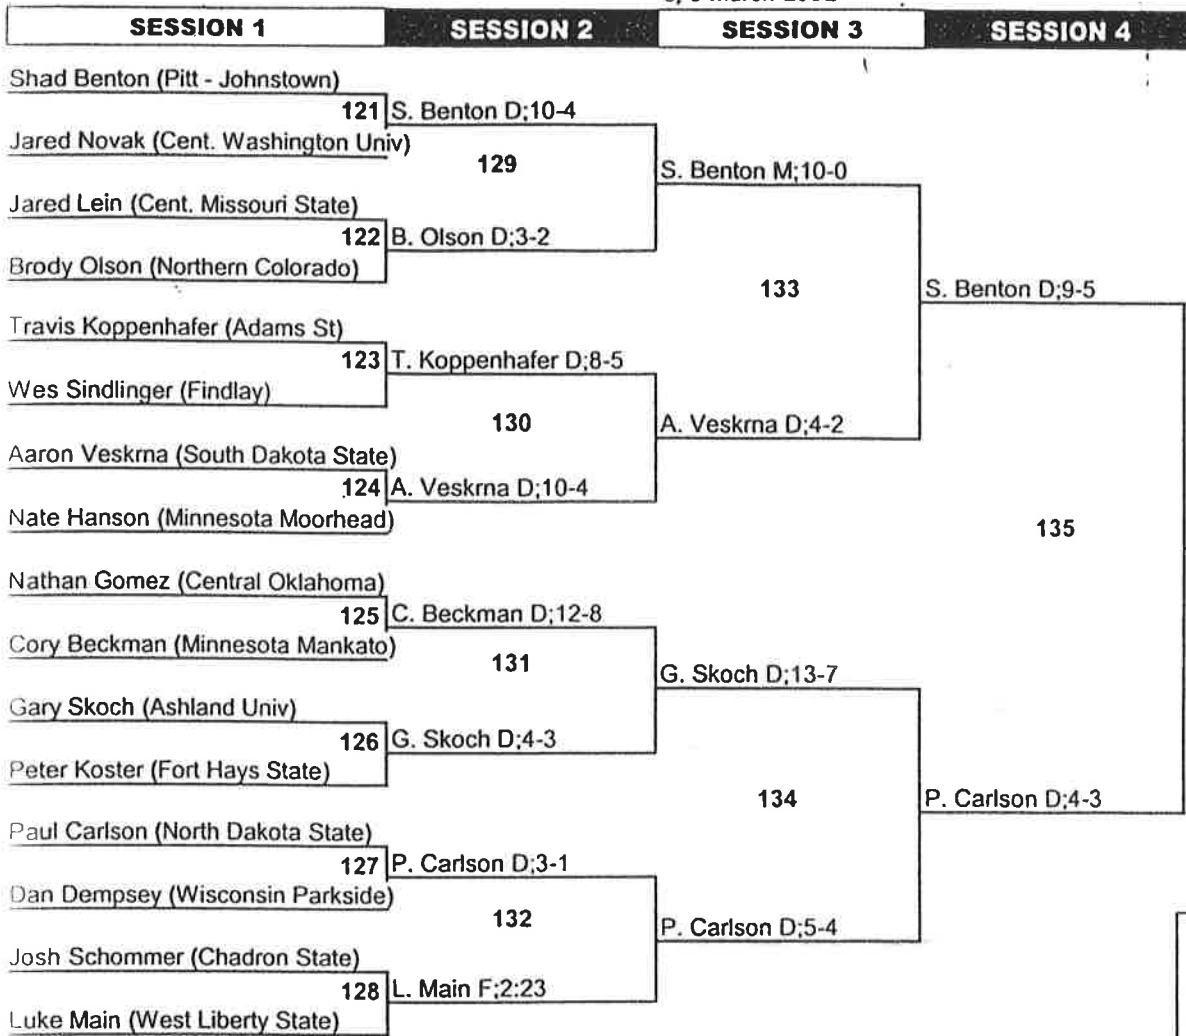 SESSION 1 SESSION 2 SESSION 3 SESSION 4
Shad Benton (Pitt - Johnstown)
121 S. Benton D;10-4
Jared Novak (Cent. Washington Univ)
129
S. Benton M;10-0
Jared Lein (Cent. Missouri State)
122 B. Olson D;3-2
Brody Olson (Northern Colorado)
133
S. Benton D;9-5
Travis Koppenhafer (Adams St)
123 T. Koppenhafer D;8-5
Wes Sindlinger (Findlay)
130
A. Veskrna D;4-2
Aaron Veskrna (South Dakota State)
124 A. Veskrna D;10-4
Nate Hanson (Minnesota Moorhead)
135
Nathan Gomez (Central Oklahoma)
125 C. Beckman D;12-8
Cory Beckman (Minnesota Mankato)
131
G. Skoch D;13-7
Gary Skoch (Ashland Univ)
126 G. Skoch D;4-3
Peter Koster (Fort Hays State)
134
P. Carlson D;4-3
Paul Carlson (North Dakota State)
127 P. Carlson D;3-1
Dan Dempsey (Wisconsin Parkside)
132
P. Carlson D;5-4
Josh Schommer (Chadron State)
128 L. Main F;2:23
Luke Main (West Liberty State)